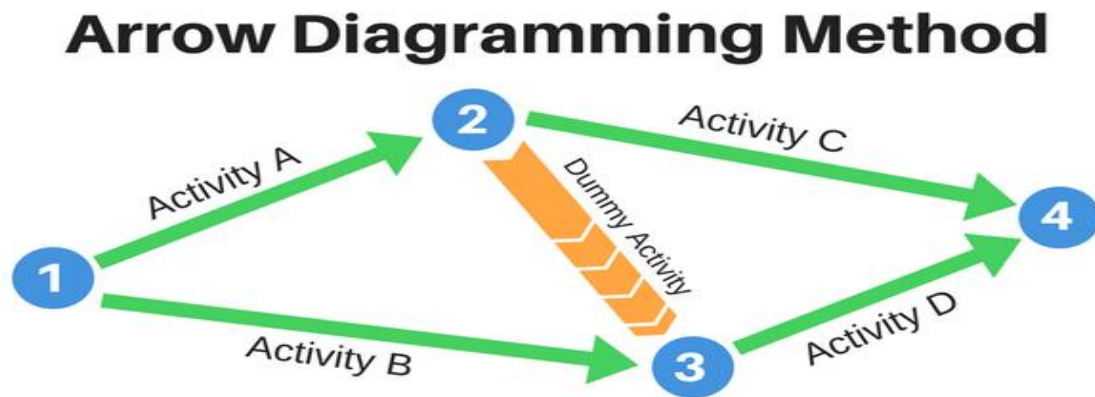 Arrow Diagramming Method
2
Activity C
Activity A
Dummy Activity
4
1
Activity B
3
Activity D